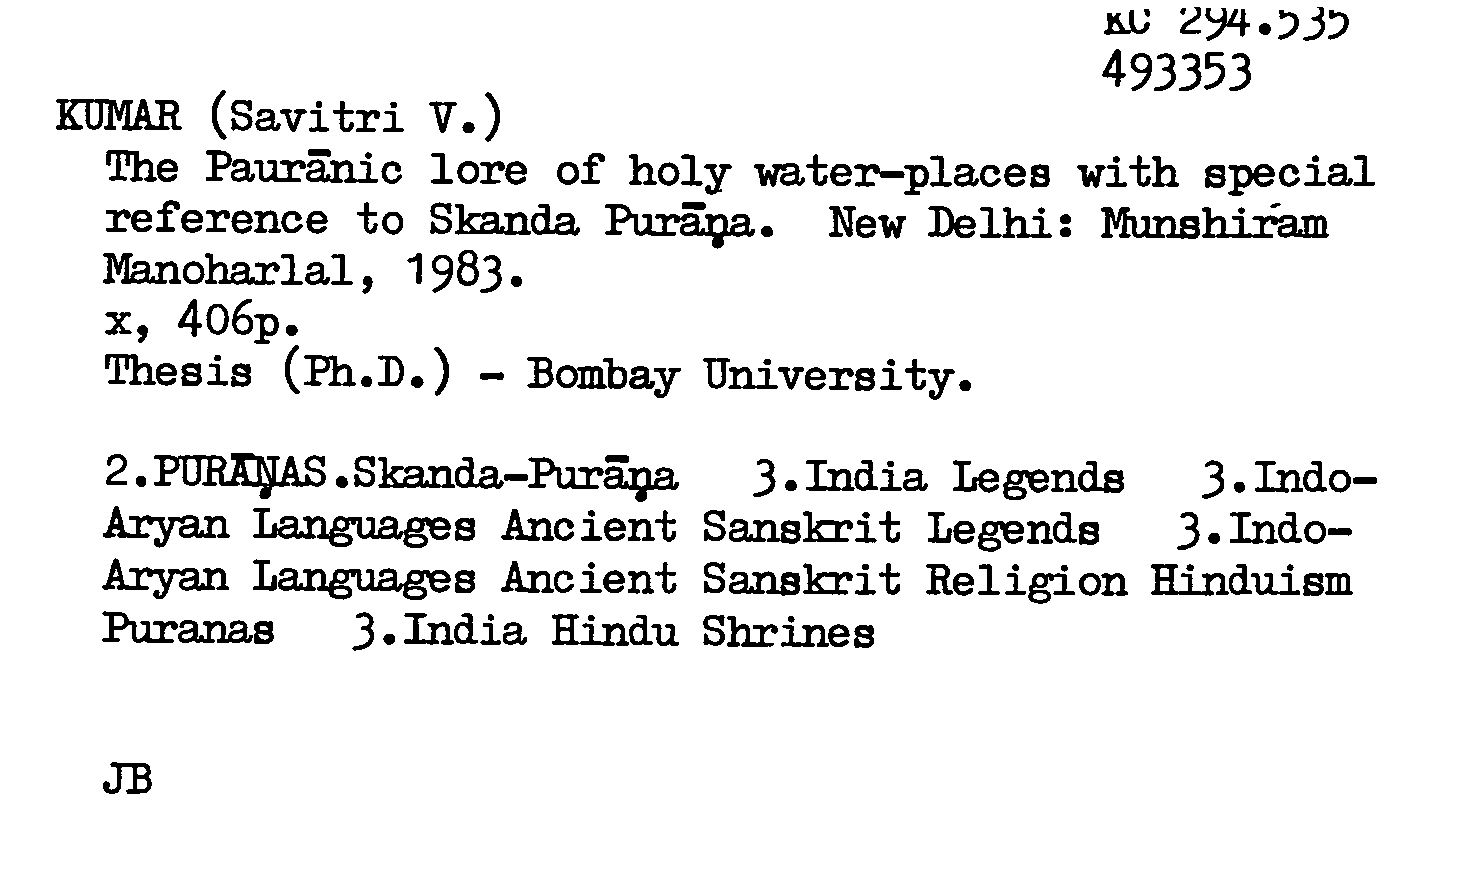 KC 294.535
493353
KUMAR (Savitri V.)
The Paurānic lore of holy water-places with special
reference to Skanda Purāṇa. New Delhi: Munshiram
Manoharlal, 1983.
x, 406p.
Thesis (Ph.D.) - Bombay University.
2.PURĀṆAS.Skanda-Purāṇa 3.India Legends 3.Indo-
Aryan Languages Ancient Sanskrit Legends 3.Indo-
Aryan Languages Ancient Sanskrit Religion Hinduism
Puranas 3.India Hindu Shrines
JB